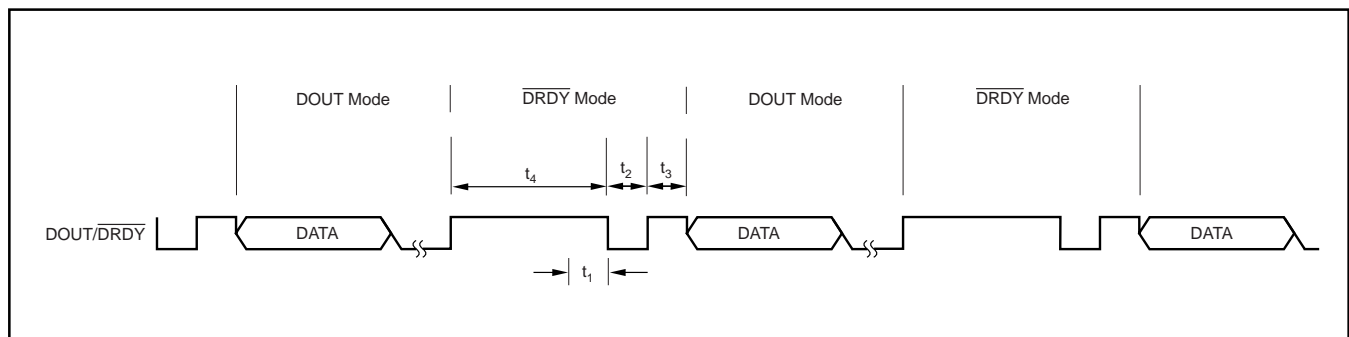 DOUT Mode DRDY Mode DOUT Mode DRDY Mode
t4 t2 t3
DOUT/DRDY DATA DATA DATA
t1